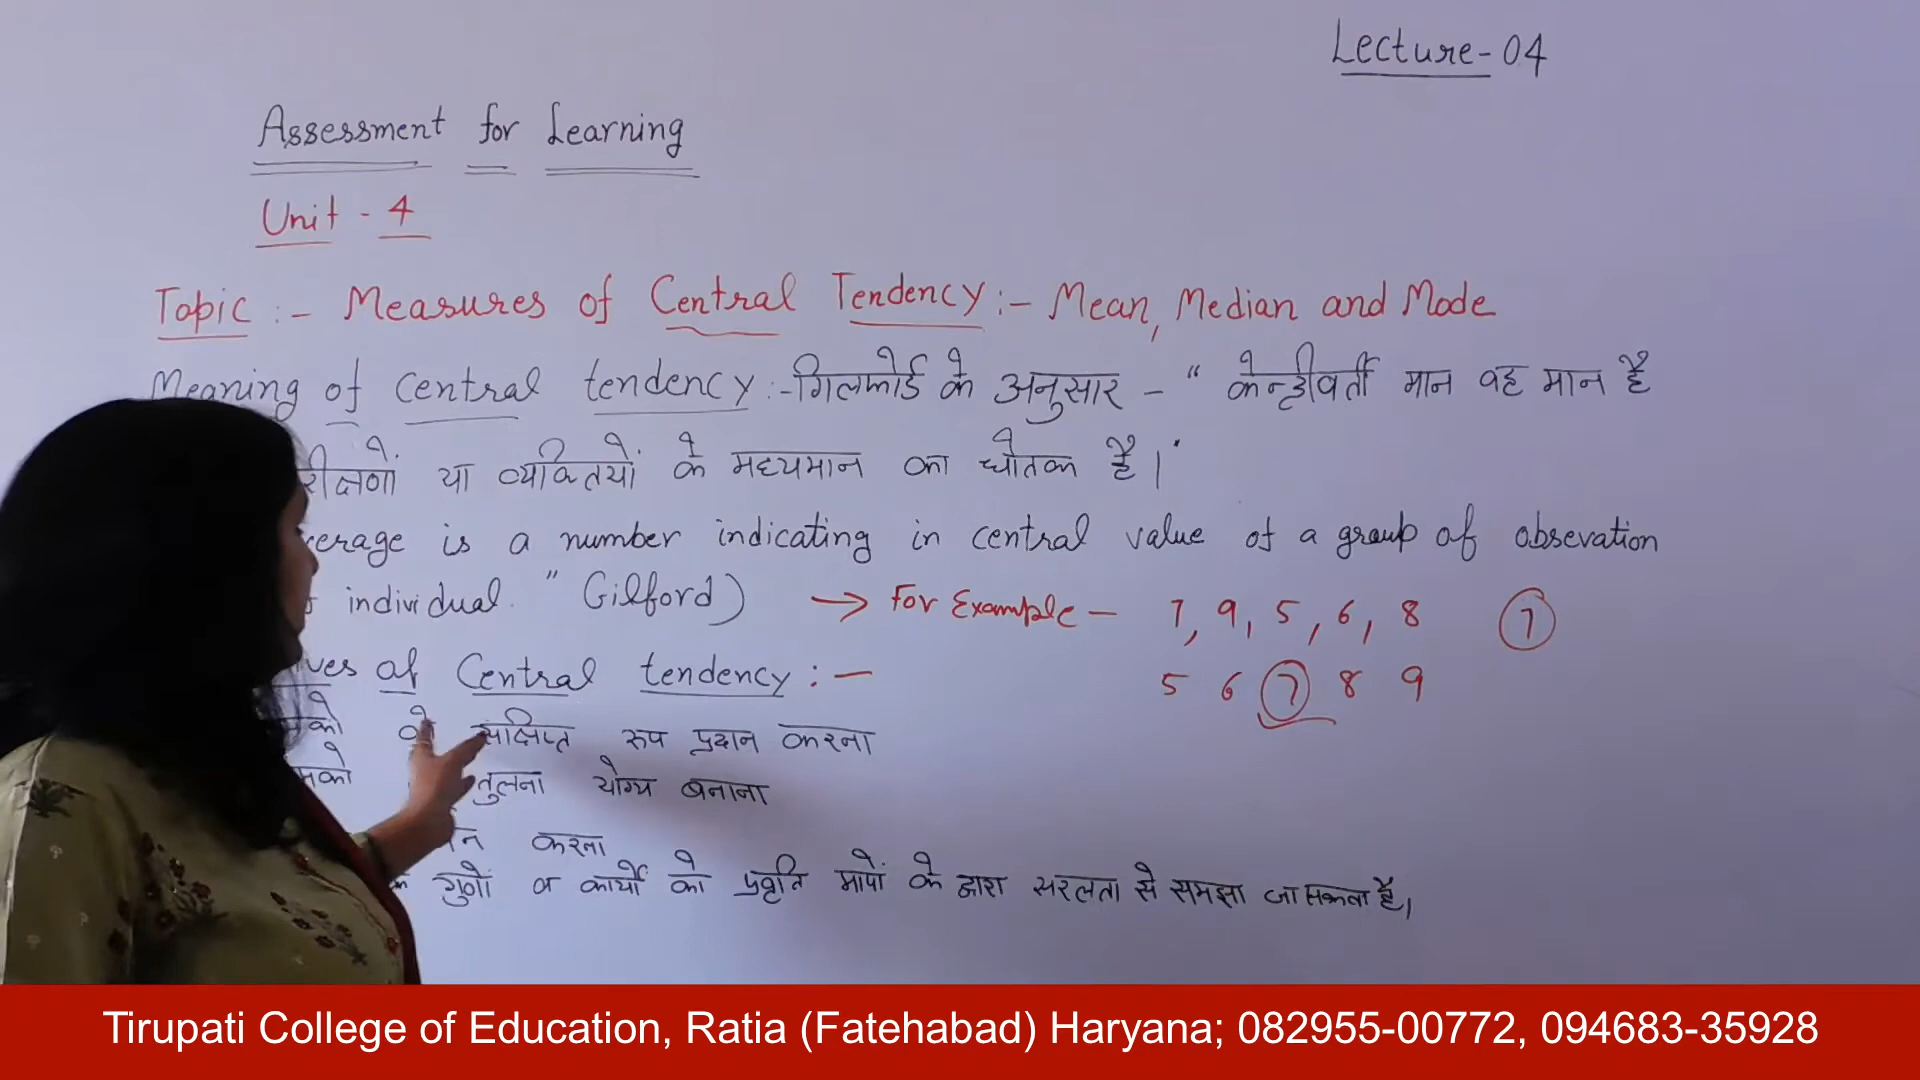 Lecture-04
Assessment for Learning
Unit - 4
Topic :- Measures of Central Tendency :- Mean, Median and Mode
Meaning of Central tendency :- गिलफोर्ड के अनुसार - " केन्द्रीवर्ती मान वह मान है
या व्यक्तियों के मध्यमान का धोतक है।"
is a number indicating in central value of a group of obsevation
individual " Gilford) → For Example - 7, 9, 5, 6, 8 7
of Central tendency :-
5 6 7 8 9
संक्षिप्त रूप प्रदान करना
तुलना योग्य बनाना
करना
गुणों व कार्यों को प्रवृति मापों के द्वारा सरलता से समझा जा सकता है।
Tirupati College of Education, Ratia (Fatehabad) Haryana; 082955-00772, 094683-35928